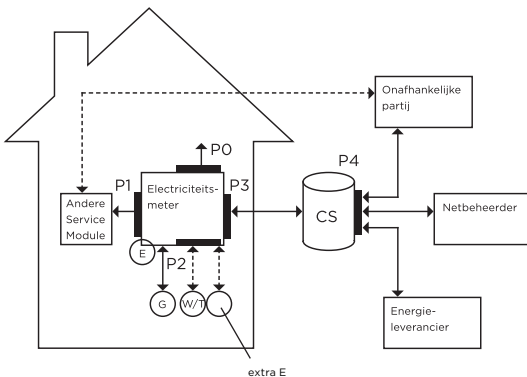 Onafhankelijke
partij
P0
P4
P1
Electriciteits-
meter
P3
Andere
Service
Module
CS
Netbeheerder
E
P2
G
W/T
Energie-
leverancier
extra E